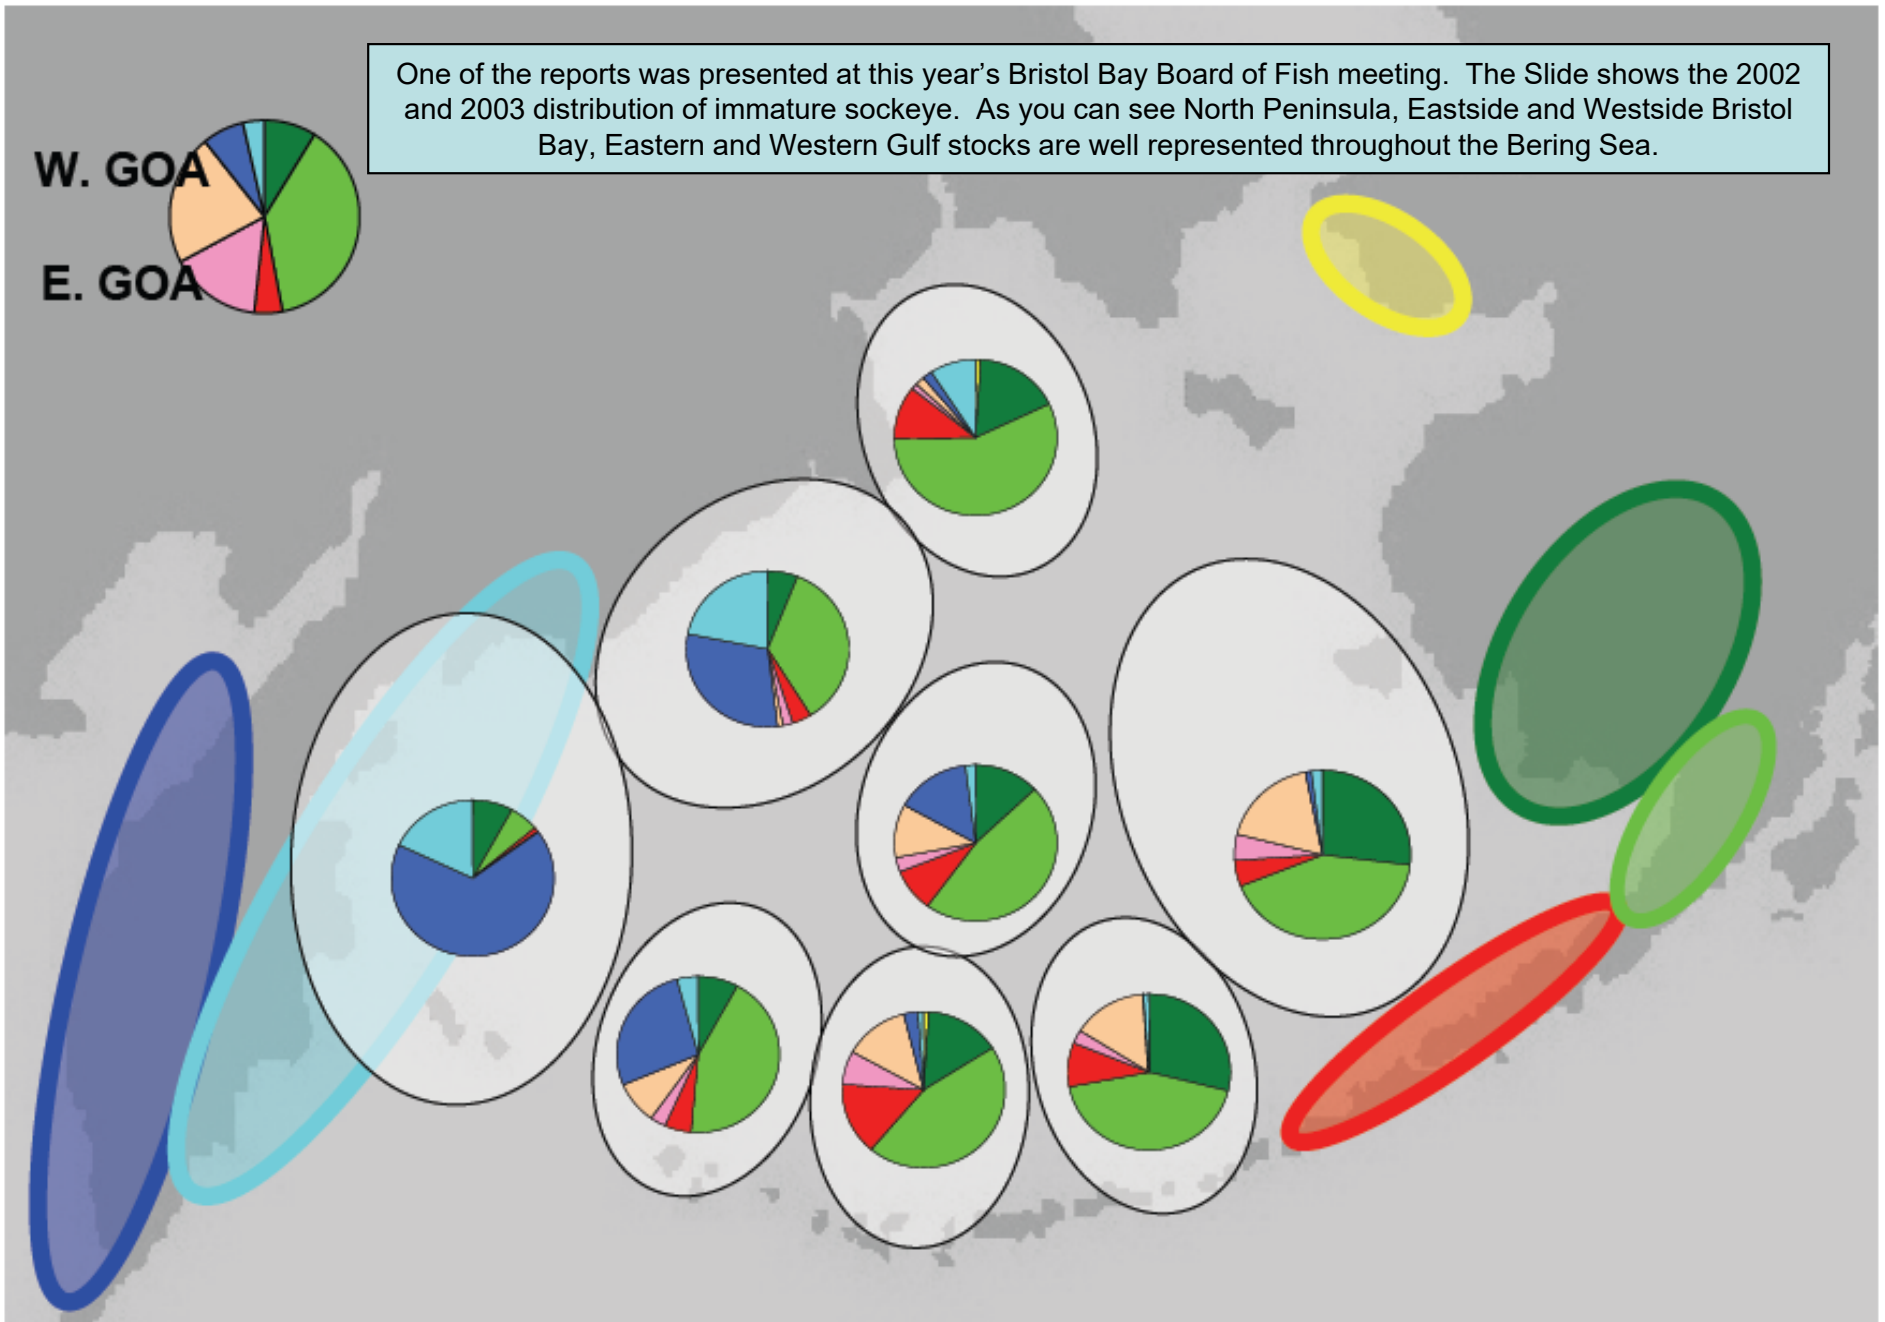 One of the reports was presented at this year’s Bristol Bay Board of Fish meeting.  The Slide shows the 2002
and 2003 distribution of immature sockeye.  As you can see North Peninsula, Eastside and Westside Bristol
Bay, Eastern and Western Gulf stocks are well represented throughout the Bering Sea.
W. GOA
E. GOA